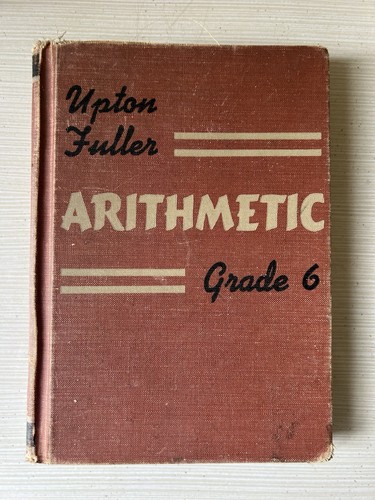 Upton
Fuller
ARITHMETIC
Grade 6